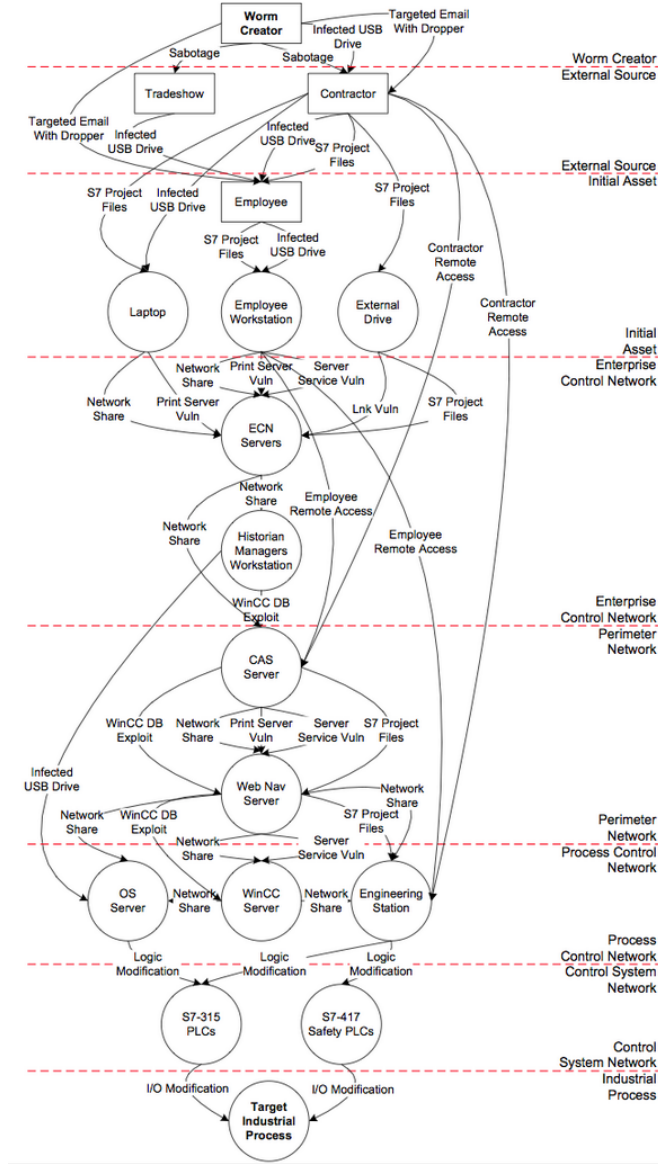 Worm
Creator
Infected USB
Drive
Targeted Email
With Dropper
Sabotage
Sabotage
Worm Creator
External Source
Tradeshow
Contractor
Targeted Email
With Dropper
Infected
USB Drive
Infected
USB Drive
S7 Project
Files
External Source
Initial Asset
S7 Project
Files
Infected
USB Drive
Employee
S7 Project
Files
S7 Project
Files
Infected
USB Drive
Contractor
Remote
Access
Contractor
Remote
Access
Laptop
Employee
Workstation
External
Drive
Initial
Asset
Enterprise
Control Network
Network
Share
Print Server
Vuln
Server
Service Vuln
Network
Share
Print Server
Vuln
Lnk Vuln
S7 Project
Files
ECN
Servers
Network
Share
Employee
Remote Access
Network
Share
Employee
Remote Access
Historian
Managers
Workstation
WinCC DB
Exploit
Enterprise
Control Network
Perimeter
Network
CAS
Server
WinCC DB
Exploit
Network
Share
Print Server
Vuln
Server
Service Vuln
S7 Project
Files
Infected
USB Drive
Web Nav
Server
Network
Share
Network
Share
WinCC DB
Exploit
S7 Project
Files
Network
Share
Server
Service Vuln
Perimeter
Network
Process Control
Network
OS
Server
Network
Share
WinCC
Server
Network
Share
Engineering
Station
Process
Control Network
Control System
Network
Logic
Modification
Logic
Modification
Logic
Modification
S7-315
PLCs
S7-417
Safety PLCs
Control
System Network
Industrial
Process
I/O Modification
I/O Modification
Target
Industrial
Process